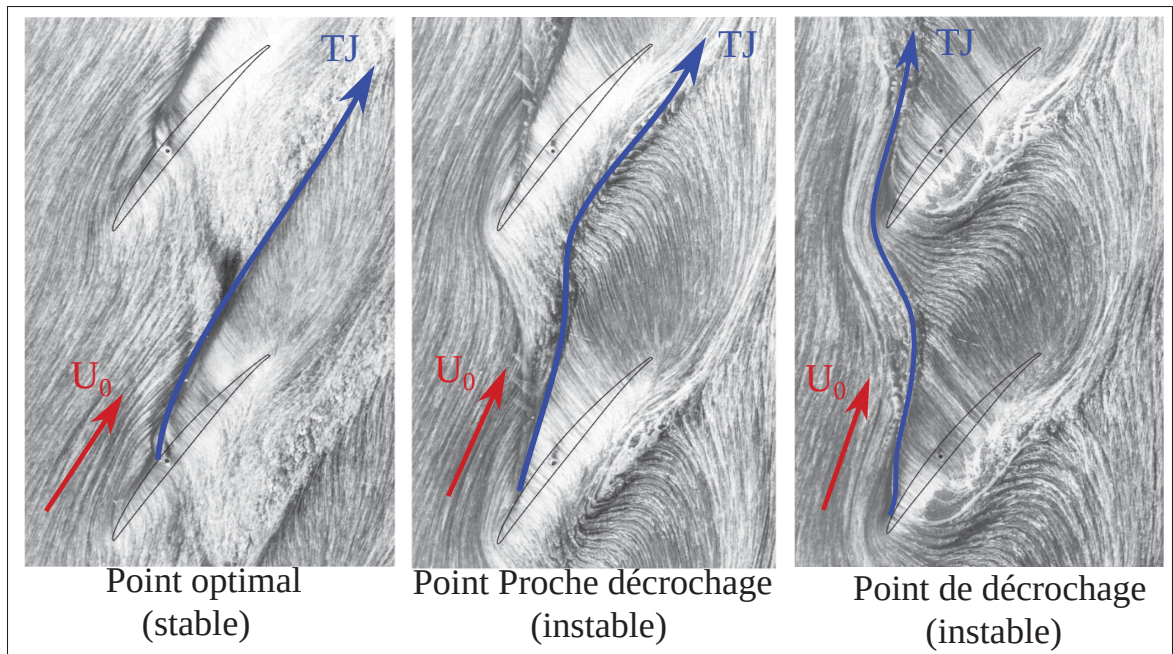 TJ
U0
Point optimal
(stable)
TJ
U0
Point Proche décrochage
(instable)
TJ
U0
Point de décrochage
(instable)